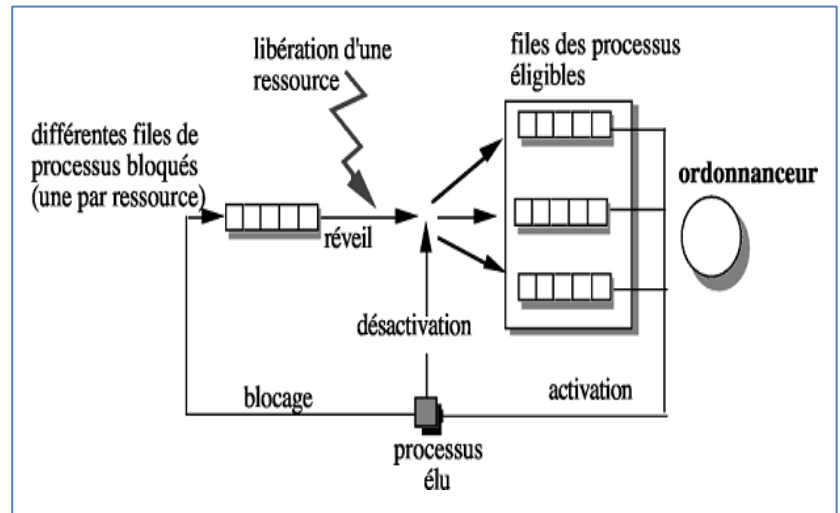 libération d'une
ressource
files des processus
éligibles
différentes files de
processus bloqués
(une par ressource)
ordonnanceur
réveil
désactivation
blocage
activation
processus
élu